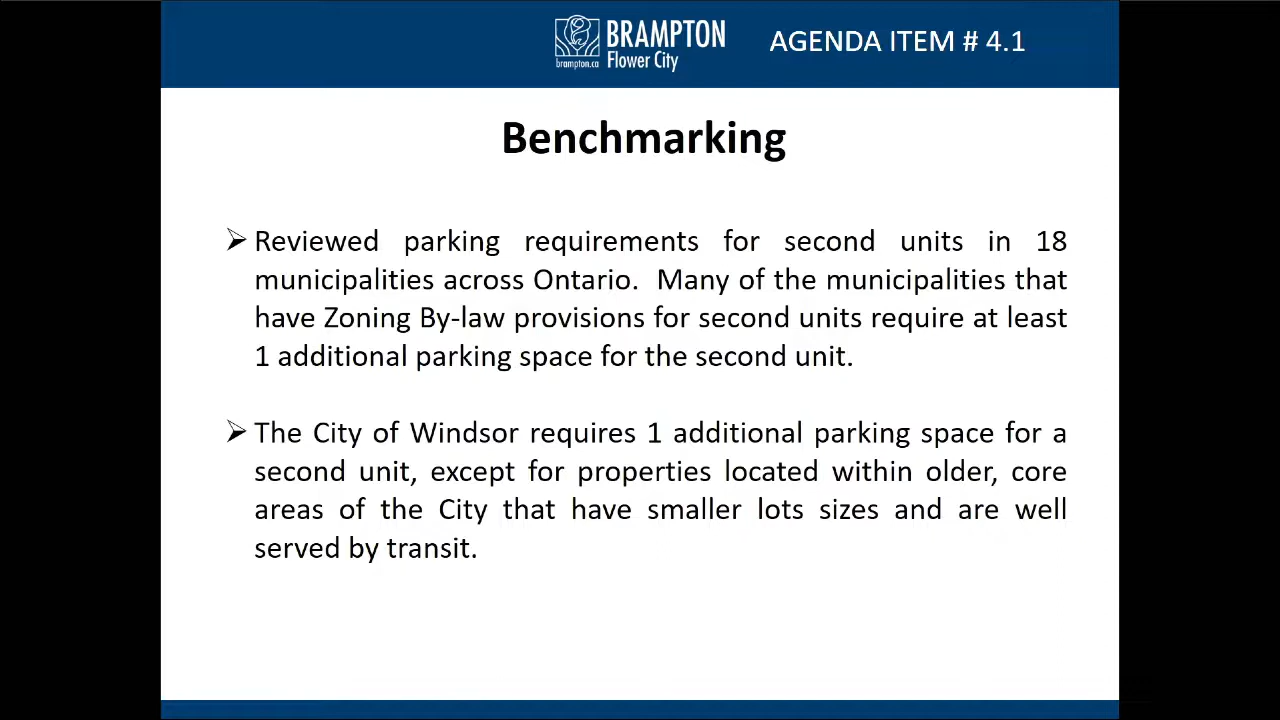 BRAMPTON
brampton.ca
Flower City
AGENDA ITEM # 4.1
Benchmarking
➢ Reviewed parking requirements for second units in 18
municipalities across Ontario.  Many of the municipalities that
have Zoning By-law provisions for second units require at least
1 additional parking space for the second unit.
➢ The City of Windsor requires 1 additional parking space for a
second unit, except for properties located within older, core
areas of the City that have smaller lots sizes and are well
served by transit.